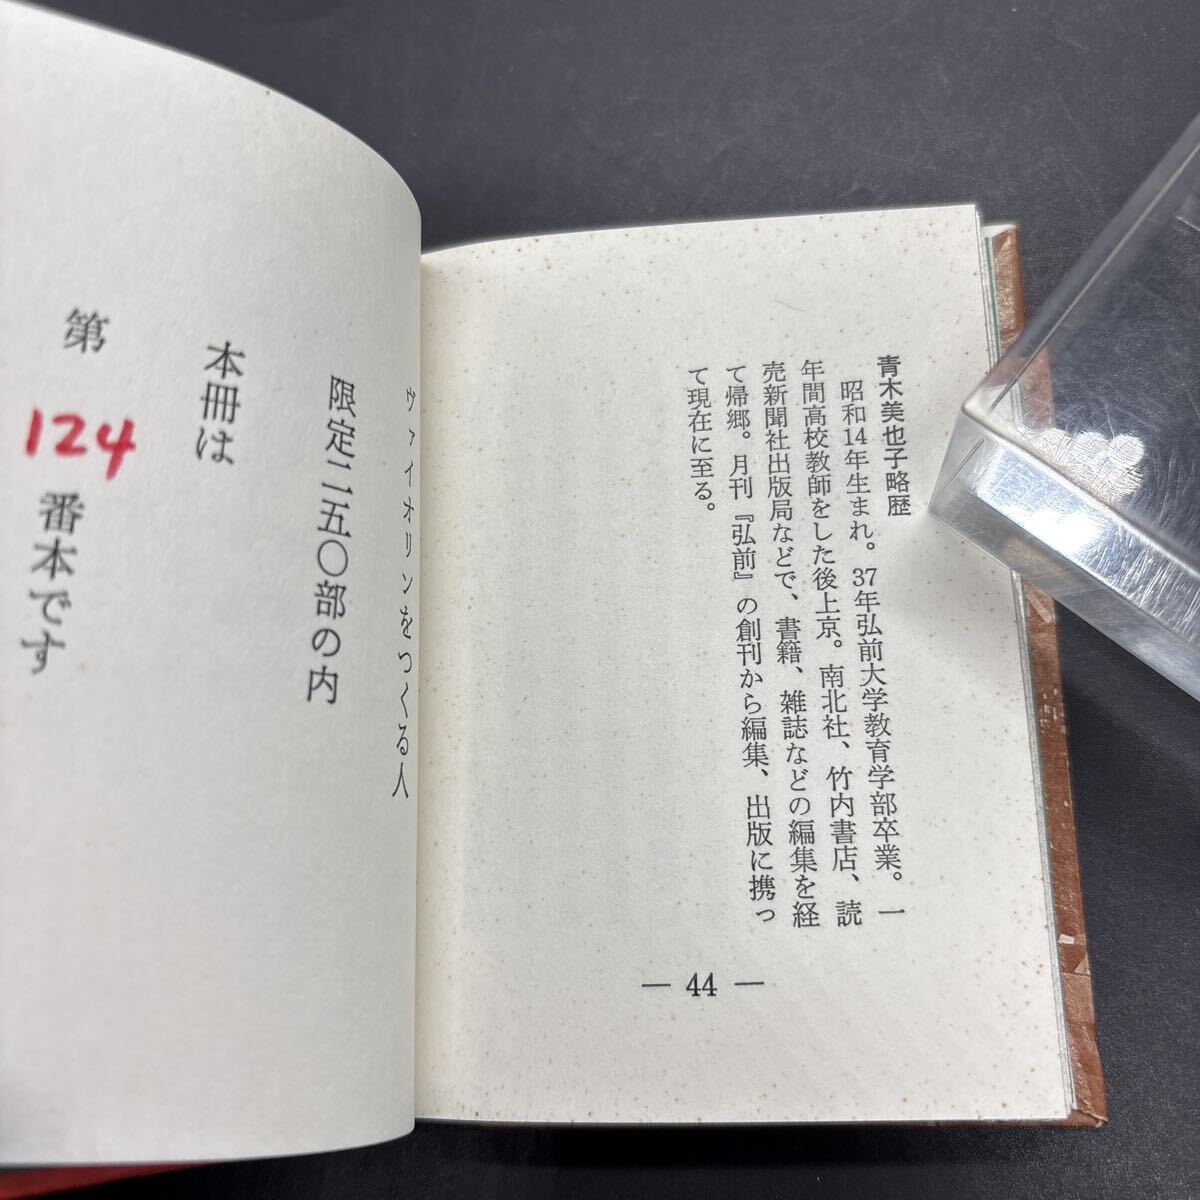 青木美也子略歴
昭和14年生まれ。37年弘前大学教育学部卒業。一
年間高校教師をした後上京。南北社、竹内書店、読
売新聞社出版局などで、書籍、雑誌などの編集を経
て帰郷。月刊『弘前』の創刊から編集、出版に携っ
て現在に至る。
— 44 —
ヴァイオリンをつくる人
限定二五〇部の内
本冊は
第 124 番本です